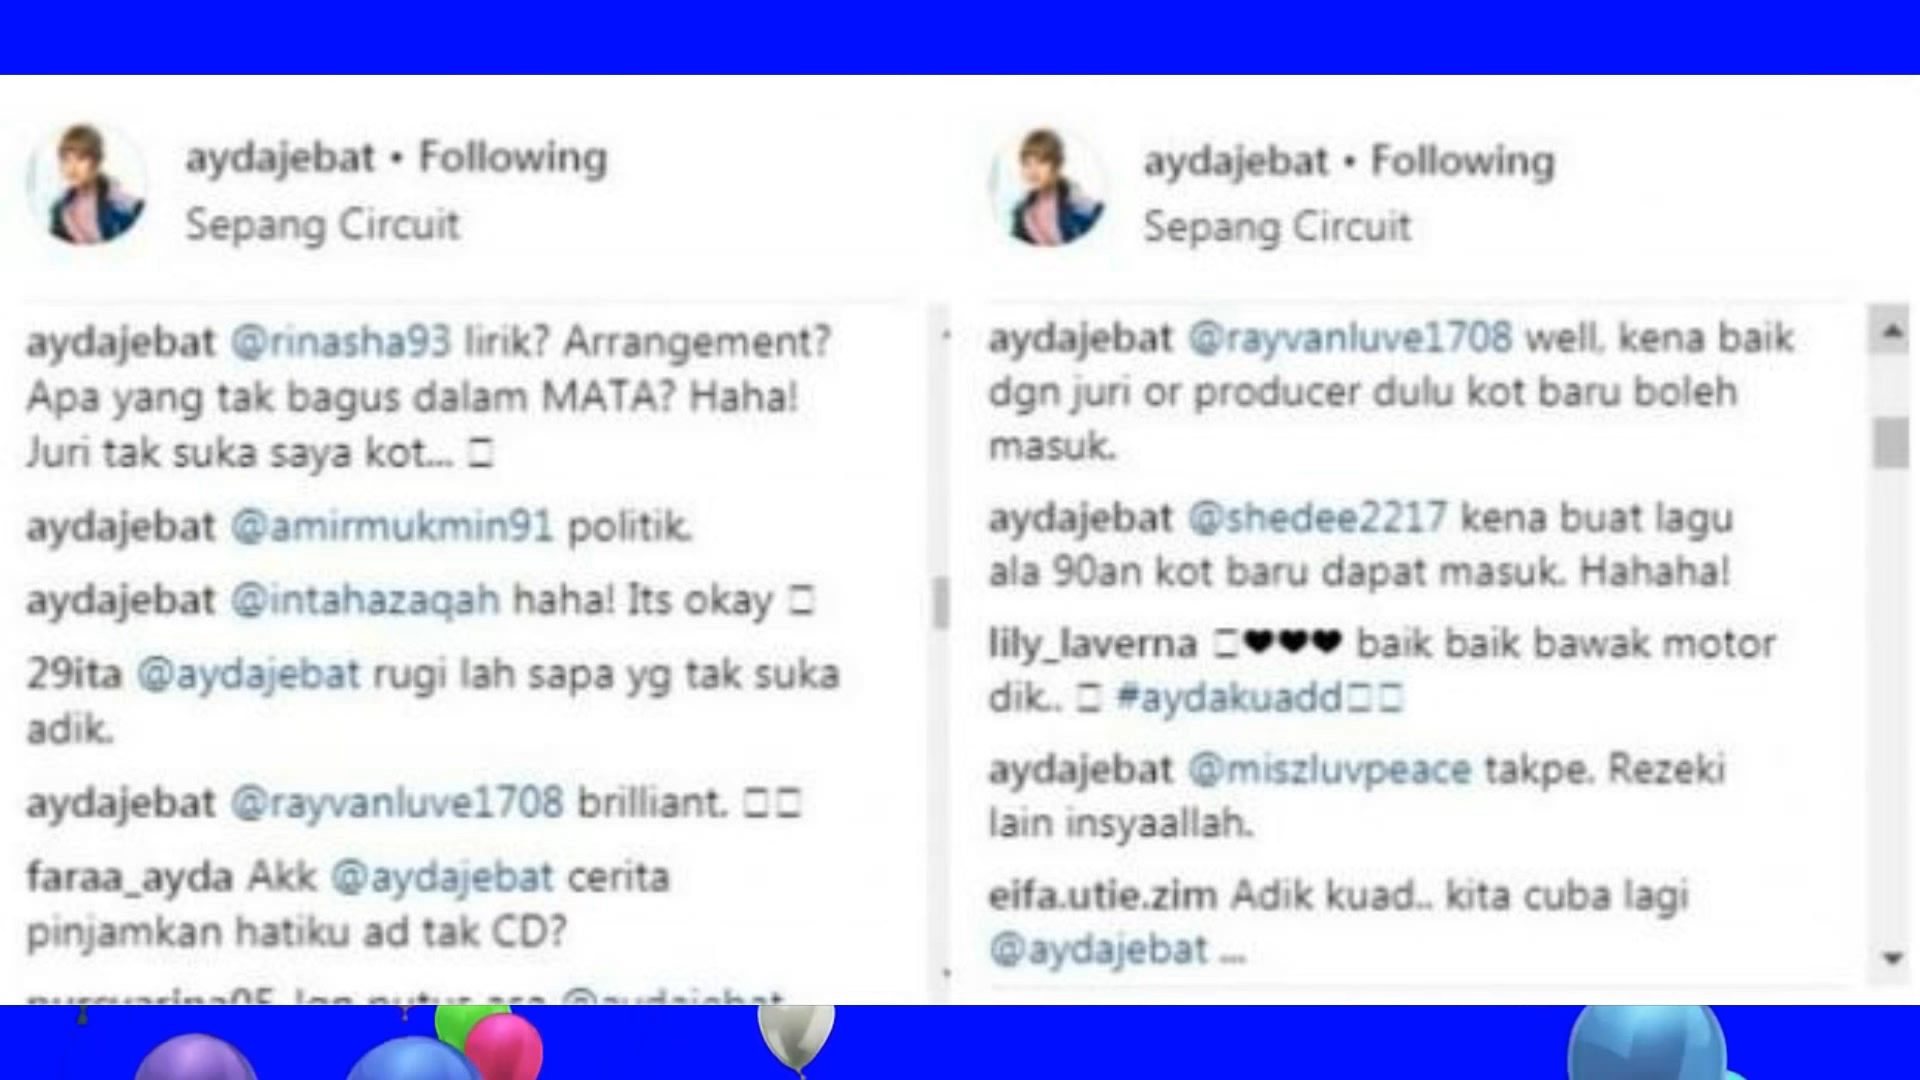 aydajebat • Following
Sepang Circuit
aydajebat @rinasha93 lirik? Arrangement?
Apa yang tak bagus dalam MATA? Haha!
Juri tak suka saya kot...
aydajebat @amirmukmin91 politik.
aydajebat @intahazaqah haha! Its okay
29ita @aydajebat rugi lah sapa yg tak suka
adik.
aydajebat @rayvanluve1708 brilliant.
faraa_ayda Akk @aydajebat cerita
pinjamkan hatiku ad tak CD?
putus asa @aydajebat
aydajebat • Following
Sepang Circuit
aydajebat @rayvanluve1708 well, kena baik
dgn juri or producer dulu kot baru boleh
masuk.
aydajebat @shedee2217 kena buat lagu
ala 90an kot baru dapat masuk. Hahaha!
lily_laverna ♥♥♥ baik baik bawak motor
dik.. #aydakuadd
aydajebat @miszluvpeace takpe. Rezeki
lain insyaallah.
eifa.utie.zim Adik kuad.. kita cuba lagi
@aydajebat ...